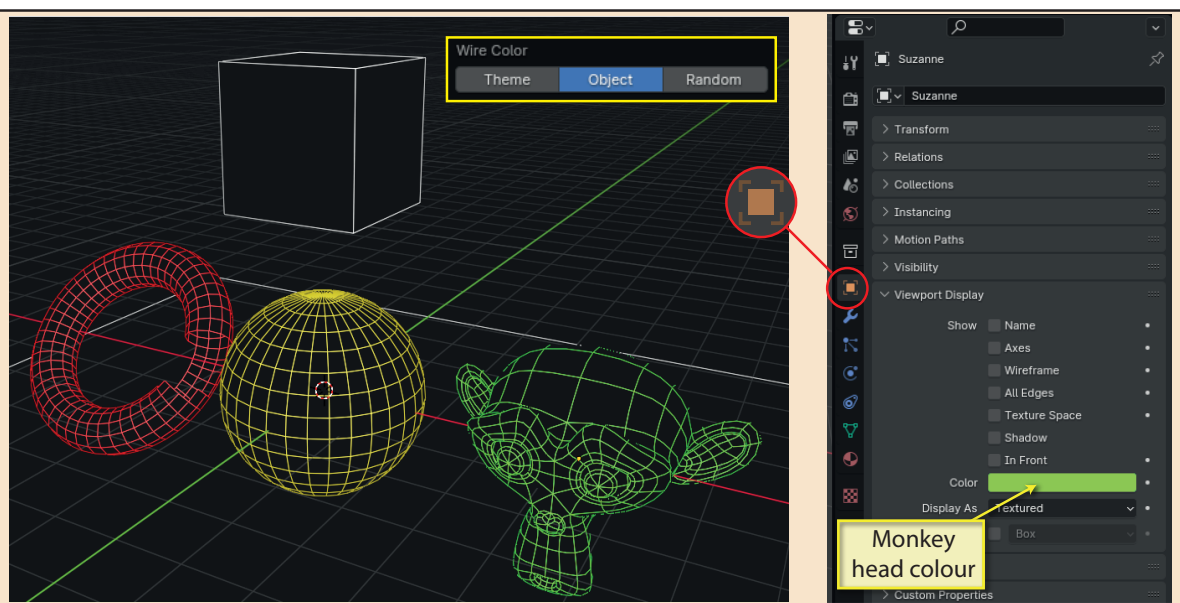 Wire Color
Theme Object Random
Suzanne
Suzanne
Transform
Relations
Collections
Instancing
Motion Paths
Visibility
Viewport Display
Show Name
Axes
Wireframe
All Edges
Texture Space
Shadow
In Front
Color
Display As Textured
Box
Monkey
head colour
Custom Properties